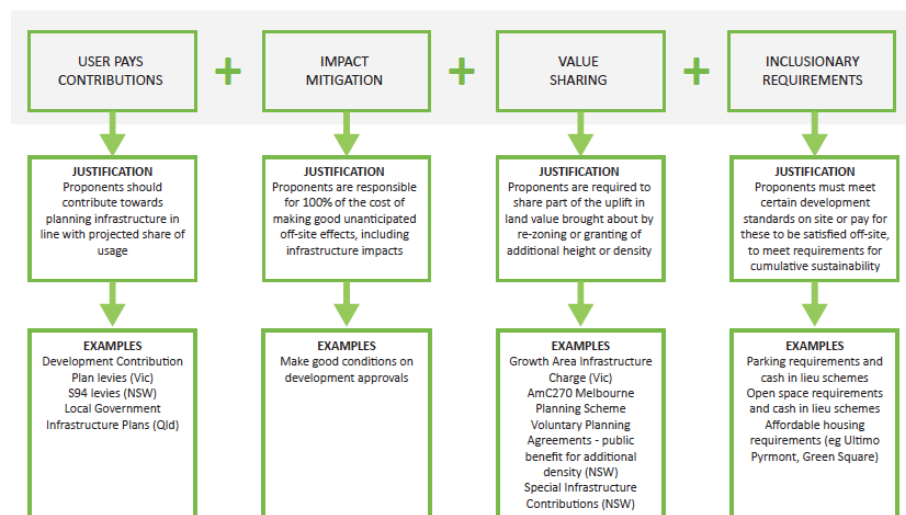 USER PAYS
CONTRIBUTIONS
+
IMPACT
MITIGATION
+
VALUE
SHARING
+
INCLUSIONARY
REQUIREMENTS
JUSTIFICATION
Proponents should
contribute towards
planning infrastructure in
line with projected share of
usage
JUSTIFICATION
Proponents are responsible
for 100% of the cost of
making good unanticipated
off-site effects, including
infrastructure impacts
JUSTIFICATION
Proponents are required to
share part of the uplift in
land value brought about by
re-zoning or granting of
additional height or density
JUSTIFICATION
Proponents must meet
certain development
standards on site or pay for
these to be satisfied off-site,
to meet requirements for
cumulative sustainability
EXAMPLES
Development Contribution
Plan levies (Vic)
S94 levies (NSW)
Local Government
Infrastructure Plans (Qld)
EXAMPLES
Make good conditions on
development approvals
EXAMPLES
Growth Area Infrastructure
Charge (Vic)
AmC270 Melbourne
Planning Scheme
Voluntary Planning
Agreements - public
benefit for additional
density (NSW)
Special Infrastructure
Contributions (NSW)
EXAMPLES
Parking requirements and
cash in lieu schemes
Open space requirements
and cash in lieu schemes
Affordable housing
requirements (eg Ultimo
Pyrmont, Green Square)